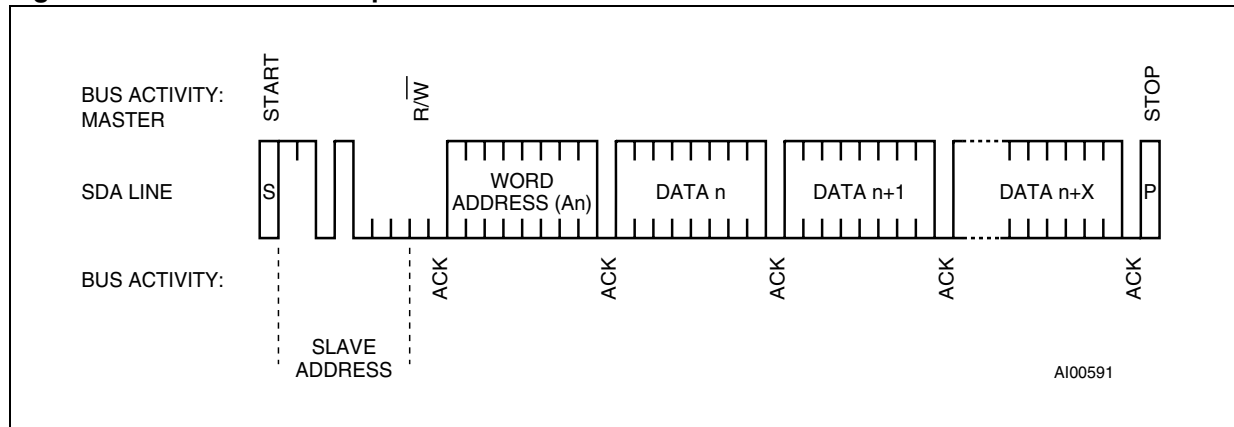 BUS ACTIVITY:
MASTER
START
R/W
STOP
SDA LINE
S
WORD
ADDRESS (An)
DATA n
DATA n+1
DATA n+X
P
BUS ACTIVITY:
ACK
ACK
ACK
ACK
ACK
SLAVE
ADDRESS
AI00591